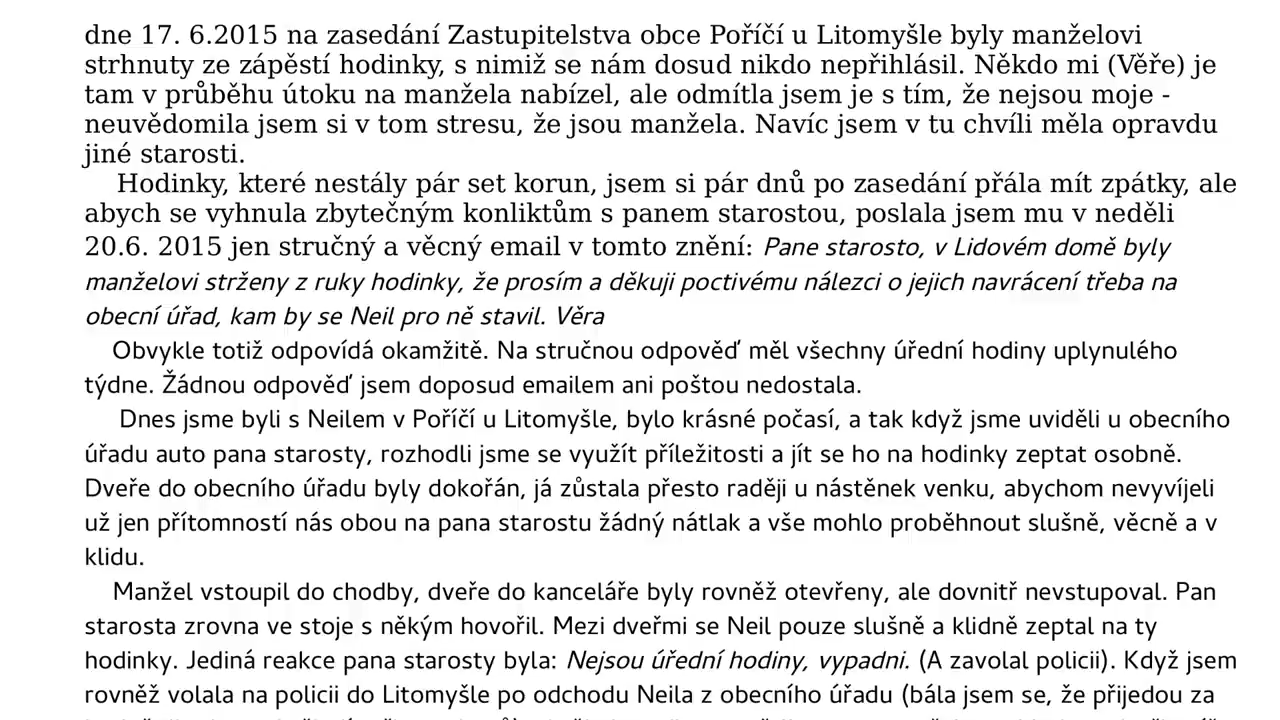 dne 17. 6.2015 na zasedání Zastupitelstva obce Poříčí u Litomyšle byly manželovi
strhnuty ze zápěstí hodinky, s nimiž se nám dosud nikdo nepřihlásil. Někdo mi (Věře) je
tam v průběhu útoku na manžela nabízel, ale odmítla jsem je s tím, že nejsou moje -
neuvědomila jsem si v tom stresu, že jsou manžela. Navíc jsem v tu chvíli měla opravdu
jiné starosti.
Hodinky, které nestály pár set korun, jsem si pár dnů po zasedání přála mít zpátky, ale
abych se vyhnula zbytečným konliktům s panem starostou, poslala jsem mu v neděli
20.6. 2015 jen stručný a věcný email v tomto znění: Pane starosto, v Lidovém domě byly
manželovi strženy z ruky hodinky, že prosím a děkuji poctivému nálezci o jejich navrácení třeba na
obecní úřad, kam by se Neil pro ně stavil. Věra
Obvykle totiž odpovídá okamžitě. Na stručnou odpověď měl všechny úřední hodiny uplynulého
týdne. Žádnou odpověď jsem doposud emailem ani poštou nedostala.
Dnes jsme byli s Neilem v Poříčí u Litomyšle, bylo krásné počasí, a tak když jsme uviděli u obecního
úřadu auto pana starosty, rozhodli jsme se využít příležitosti a jít se ho na hodinky zeptat osobně.
Dveře do obecního úřadu byly dokořán, já zůstala přesto raději u nástěnek venku, abychom nevyvíjeli
už jen přítomností nás obou na pana starostu žádný nátlak a vše mohlo proběhnout slušně, věcně a v
klidu.
Manžel vstoupil do chodby, dveře do kanceláře byly rovněž otevřeny, ale dovnitř nevstupoval. Pan
starosta zrovna ve stoje s někým hovořil. Mezi dveřmi se Neil pouze slušně a klidně zeptal na ty
hodinky. Jediná reakce pana starosty byla: Nejsou úřední hodiny, vypadni. (A zavolal policii). Když jsem
rovněž volala na policii do Litomyšle po odchodu Neila z obecního úřadu (bála jsem se, že přijedou za